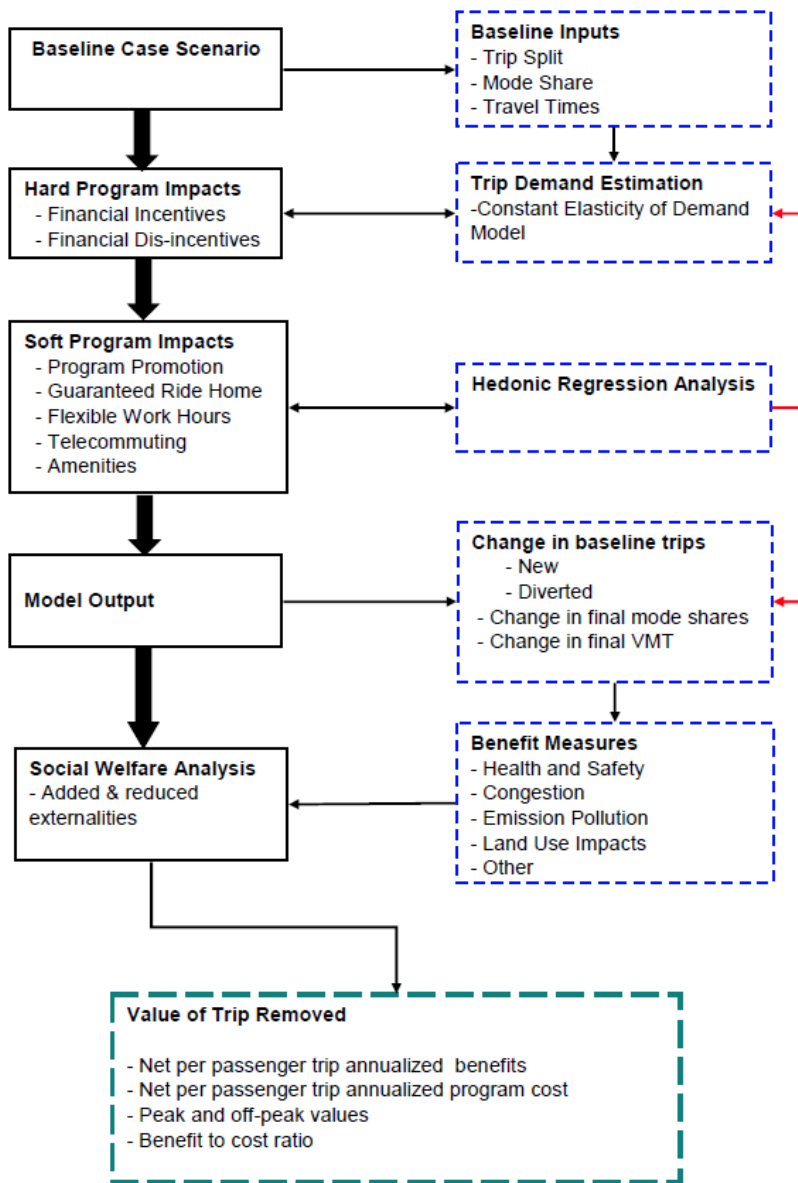 Baseline Case Scenario
Baseline Inputs
- Trip Split
- Mode Share
- Travel Times
Hard Program Impacts
- Financial Incentives
- Financial Dis-incentives
Trip Demand Estimation
-Constant Elasticity of Demand
Model
Soft Program Impacts
- Program Promotion
- Guaranteed Ride Home
- Flexible Work Hours
- Telecommuting
- Amenities
Hedonic Regression Analysis
Model Output
Change in baseline trips
- New
- Diverted
- Change in final mode shares
- Change in final VMT
Social Welfare Analysis
- Added & reduced
externalities
Benefit Measures
- Health and Safety
- Congestion
- Emission Pollution
- Land Use Impacts
- Other
Value of Trip Removed
- Net per passenger trip annualized benefits
- Net per passenger trip annualized program cost
- Peak and off-peak values
- Benefit to cost ratio